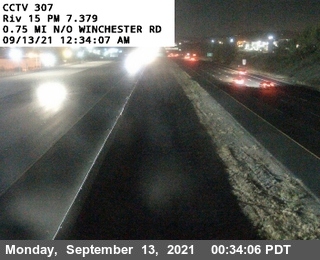 CCTV 307
Riv 15 PM 7.379
0.75 MI N/O WINCHESTER RD
09/13/21 12:34:07 AM
Monday, September 13, 2021 00:34:06 PDT